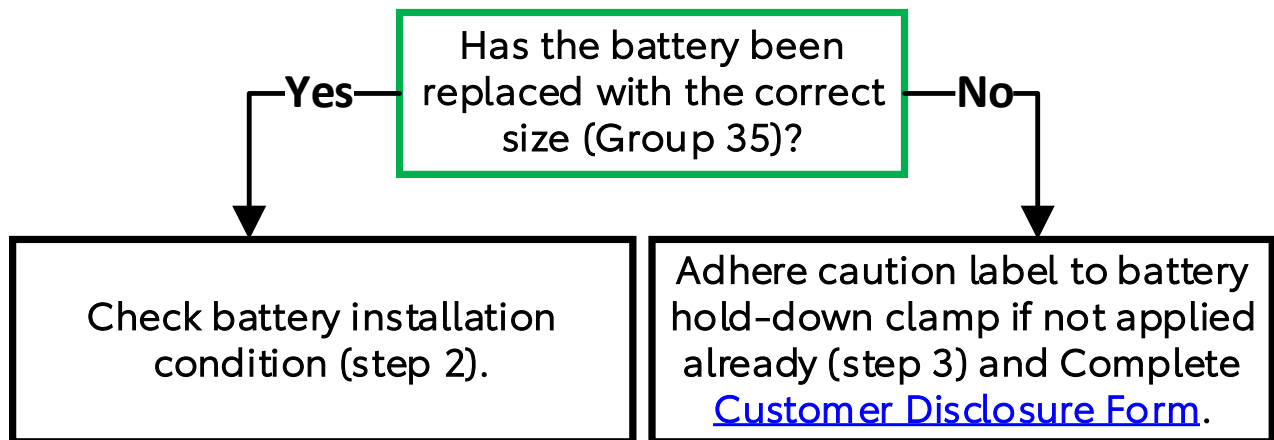 Has the battery been
replaced with the correct
size (Group 35)?
Yes
No
Check battery installation
condition (step 2).
Adhere caution label to battery
hold-down clamp if not applied
already (step 3) and Complete
Customer Disclosure Form.